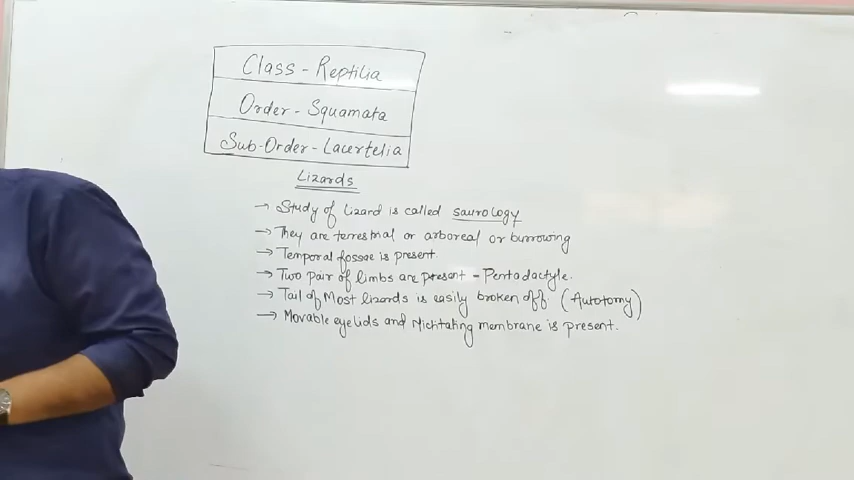 Class - Reptilia
Order - Squamata
Sub-Order - Lacertelia
Lizards
→ Study of lizard is called saurology
→ They are terrestrial or arboreal or burrowing
→ Temporal fossae is present.
→ Two pair of limbs are present - Pentadactyle.
→ Tail of Most lizards is easily broken off. (Autotomy)
→ Movable eyelids and Nictitating membrane is present.